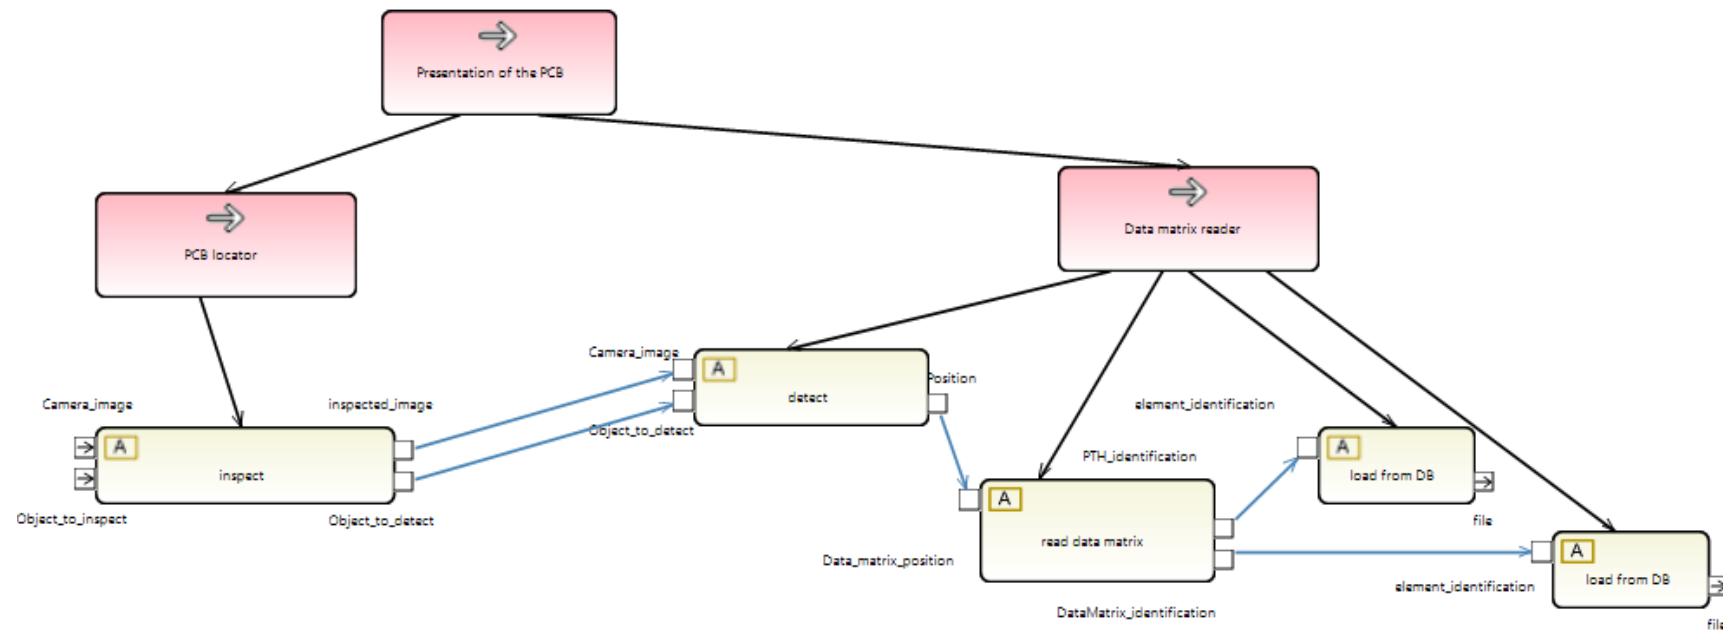 Presentation of the PCB
Data matrix reader
PCB locator
Camera_image
A
detect
Position
Camera_image
inspected_image
element_identification
Object_to_detect
A
inspect
A
load from DB
PTH_identification
A
read data matrix
Object_to_inspect
Object_to_detect
file
Data_matrix_position
A
load from DB
element_identification
DataMatrix_identification
file